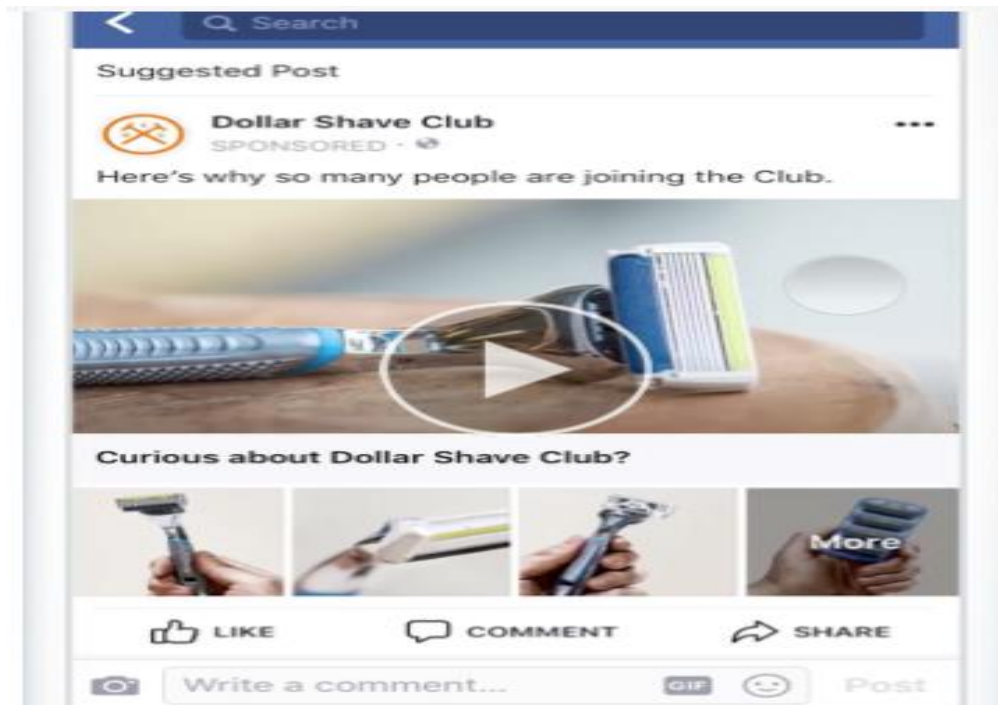 Search
Suggested Post
Dollar Shave Club
SPONSORED ·
Here's why so many people are joining the Club.
Curious about Dollar Shave Club?
More
LIKE COMMENT SHARE
Write a comment... GIF Post